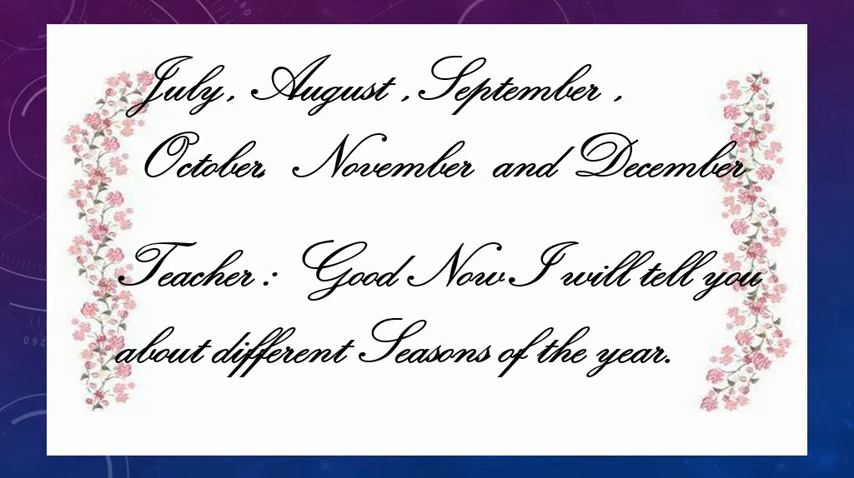 July, August , September ,
October, November and December
Teacher : Good Now I will tell you
about different Seasons of the year.